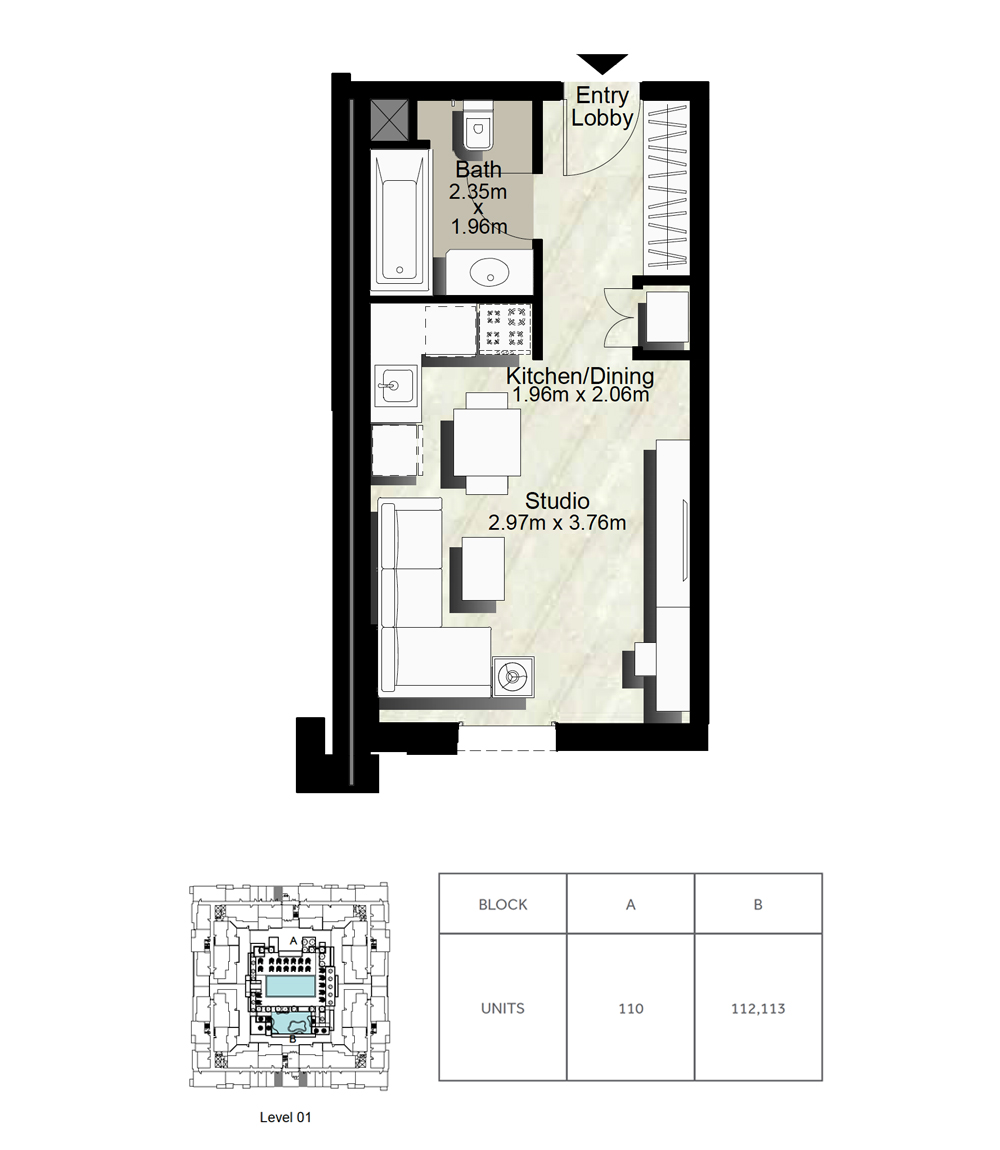 Entry
Lobby
Bath
2.35m
x
1.96m
Kitchen/Dining
1.96m x 2.06m
Studio
2.97m x 3.76m
A
B
Level 01
BLOCK A B
UNITS 110 112,113